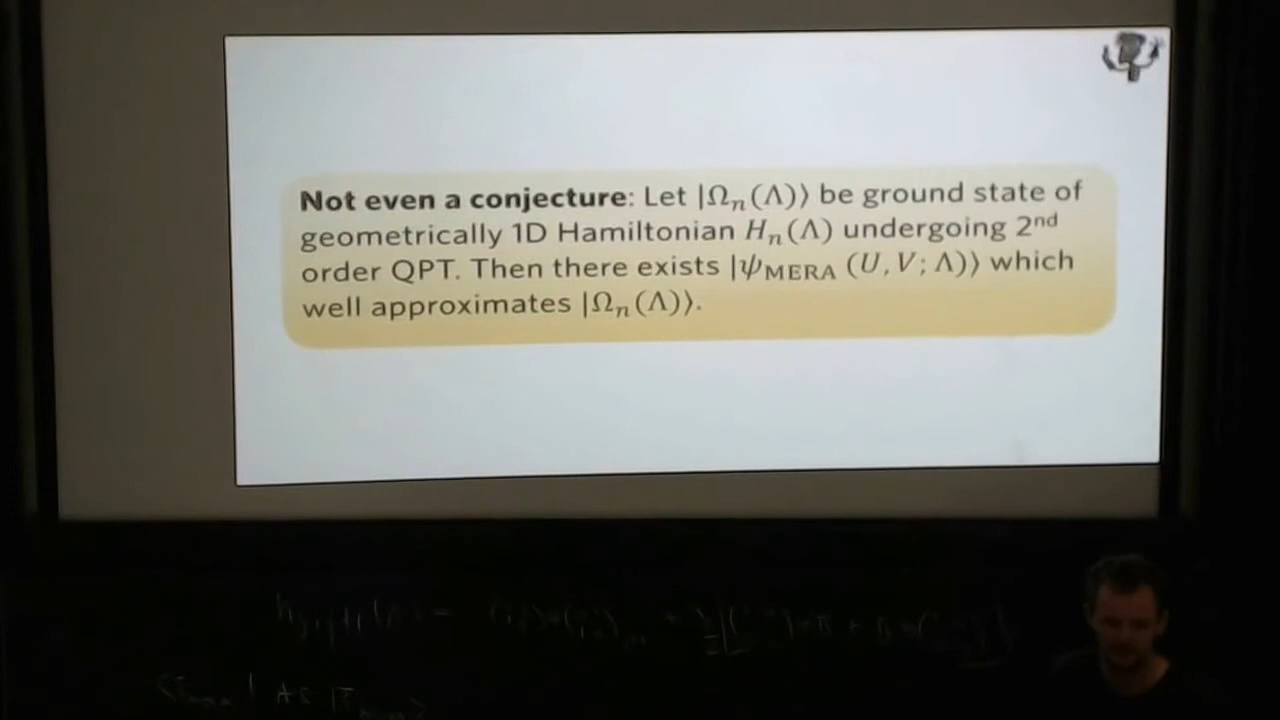 Not even a conjecture: Let |Ωₙ(Λ)⟩ be ground state of
geometrically 1D Hamiltonian Hₙ(Λ) undergoing 2ⁿᵈ
order QPT. Then there exists |ψ_MERA (U, V; Λ)⟩ which
well approximates |Ωₙ(Λ)⟩.